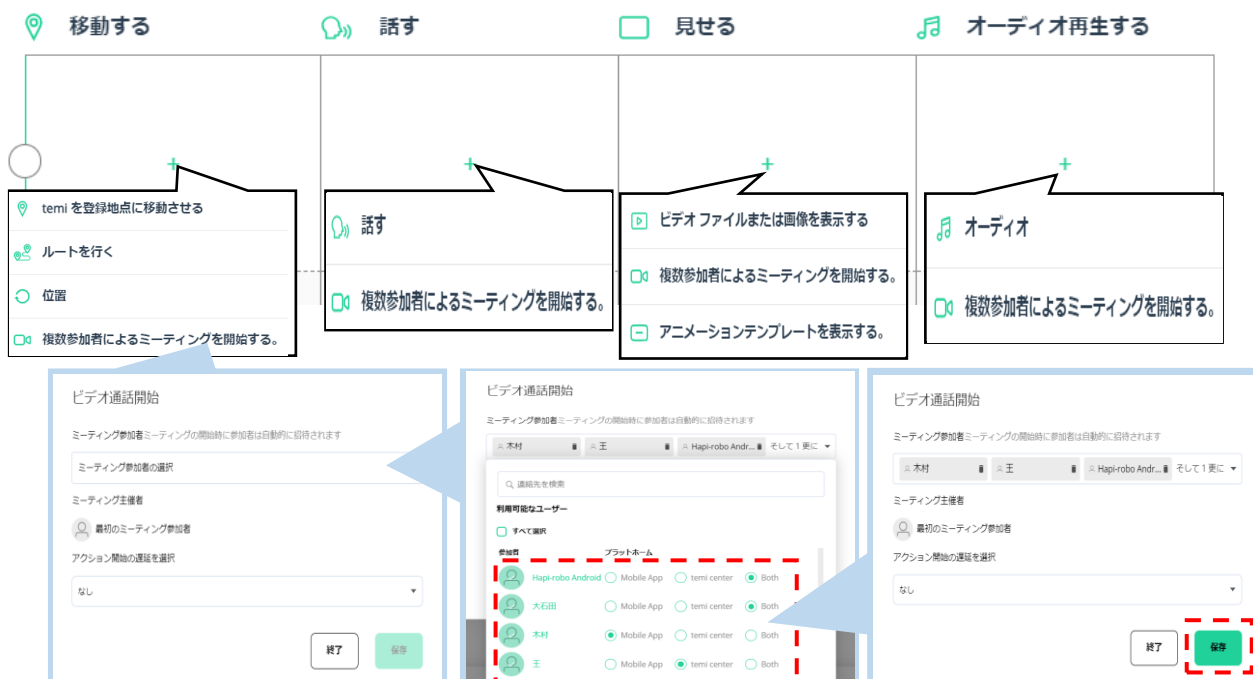 移動する
話す
見せる
オーディオ再生する
temi を登録地点に移動させる
ルートを行く
位置
複数参加者によるミーティングを開始する。
話す
複数参加者によるミーティングを開始する。
ビデオ ファイルまたは画像を表示する
複数参加者によるミーティングを開始する。
アニメーションテンプレートを表示する。
オーディオ
複数参加者によるミーティングを開始する。
ビデオ通話開始
ミーティング参加者ミーティングの開始時に参加者は自動的に招待されます
ミーティング参加者の選択
ミーティング主催者
最初のミーティング参加者
アクション開始の遅延を選択
なし
終了 保存
ビデオ通話開始
ミーティング参加者ミーティングの開始時に参加者は自動的に招待されます
木村 王 Hapi-robo Andr... そして1更に
連絡先を検索
利用可能なユーザー
すべて選択
参加者 プラットホーム
Hapi-robo Android Mobile App temi center Both
大石田 Mobile App temi center Both
木村 Mobile App temi center Both
王 Mobile App temi center Both
ビデオ通話開始
ミーティング参加者ミーティングの開始時に参加者は自動的に招待されます
木村 王 Hapi-robo Andr... そして1更に
ミーティング主催者
最初のミーティング参加者
アクション開始の遅延を選択
なし
終了 保存